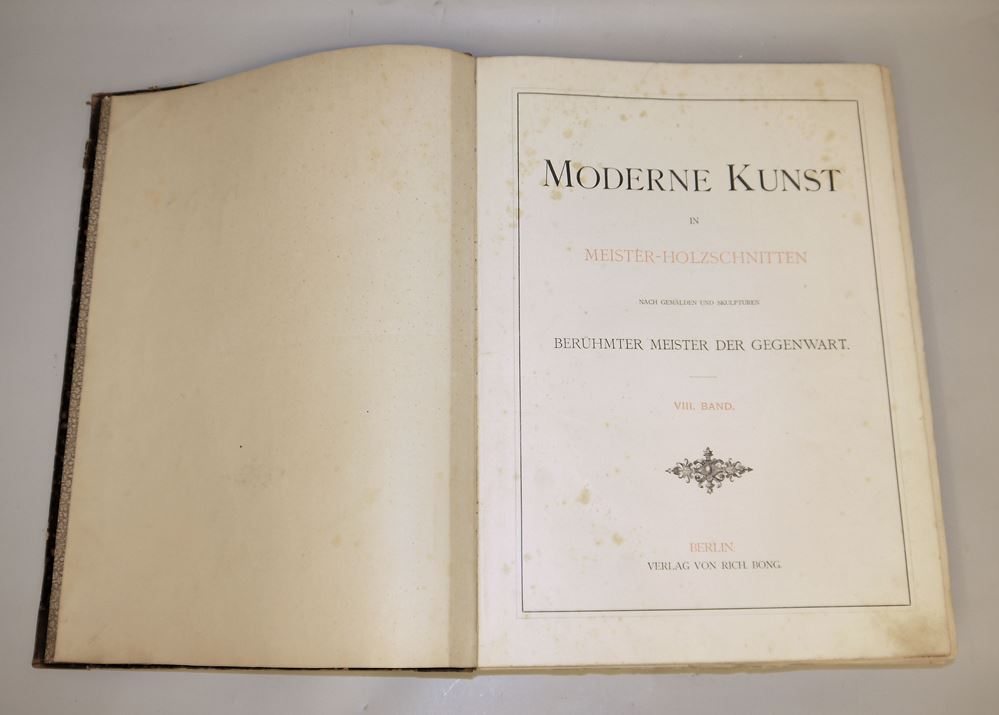 MODERNE KUNST
IN
MEISTER-HOLZSCHNITTEN
NACH GEMÄLDEN UND SKULPTUREN
BERÜHMTER MEISTER DER GEGENWART.
VIII. BAND.
BERLIN.
VERLAG VON RICH. BONG.